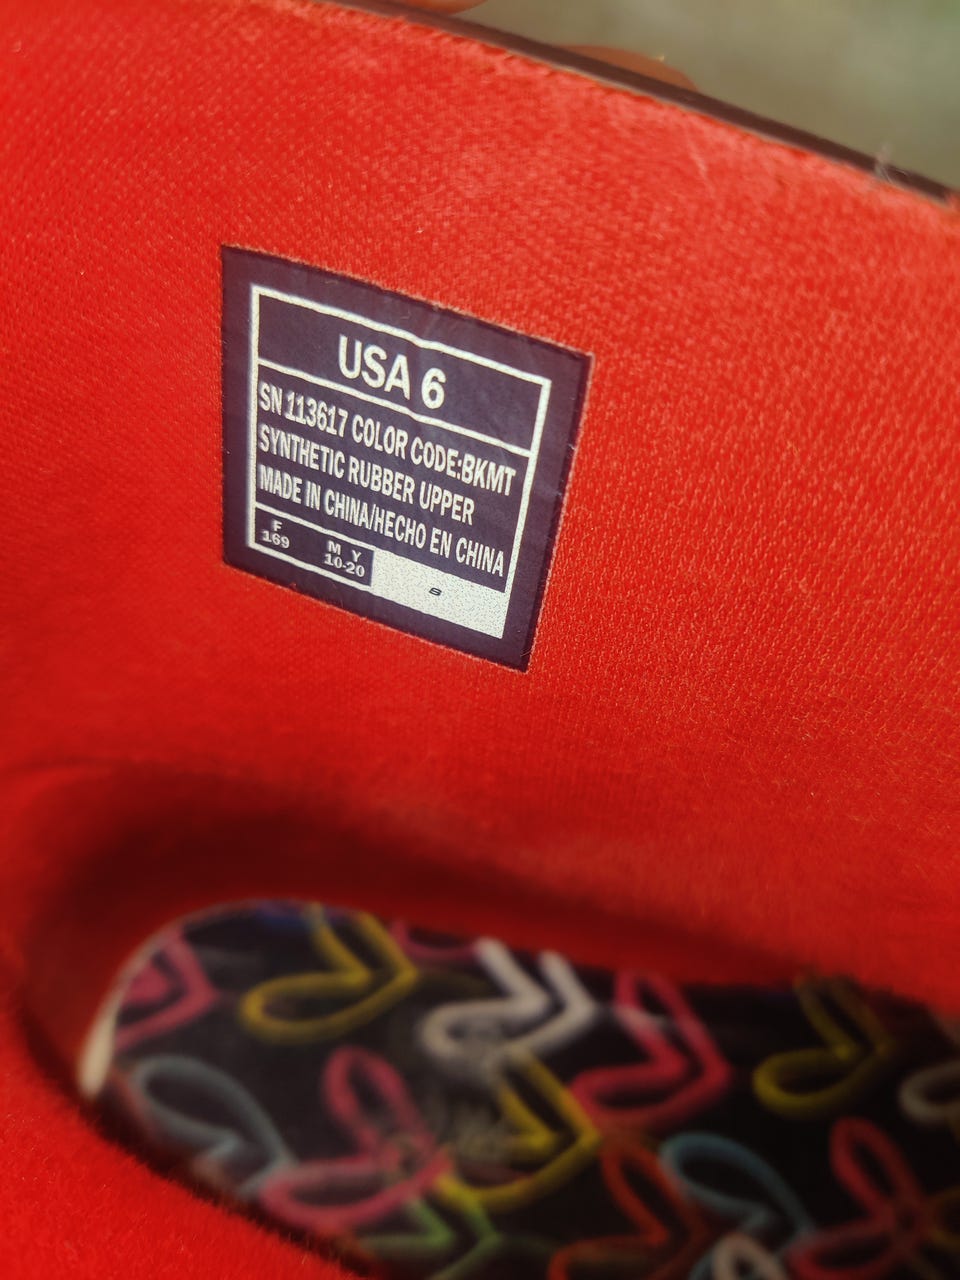 USA 6
SN 113617 COLOR CODE:BKMT
SYNTHETIC RUBBER UPPER
MADE IN CHINA/HECHO EN CHINA
F M Y
169 10-20 S